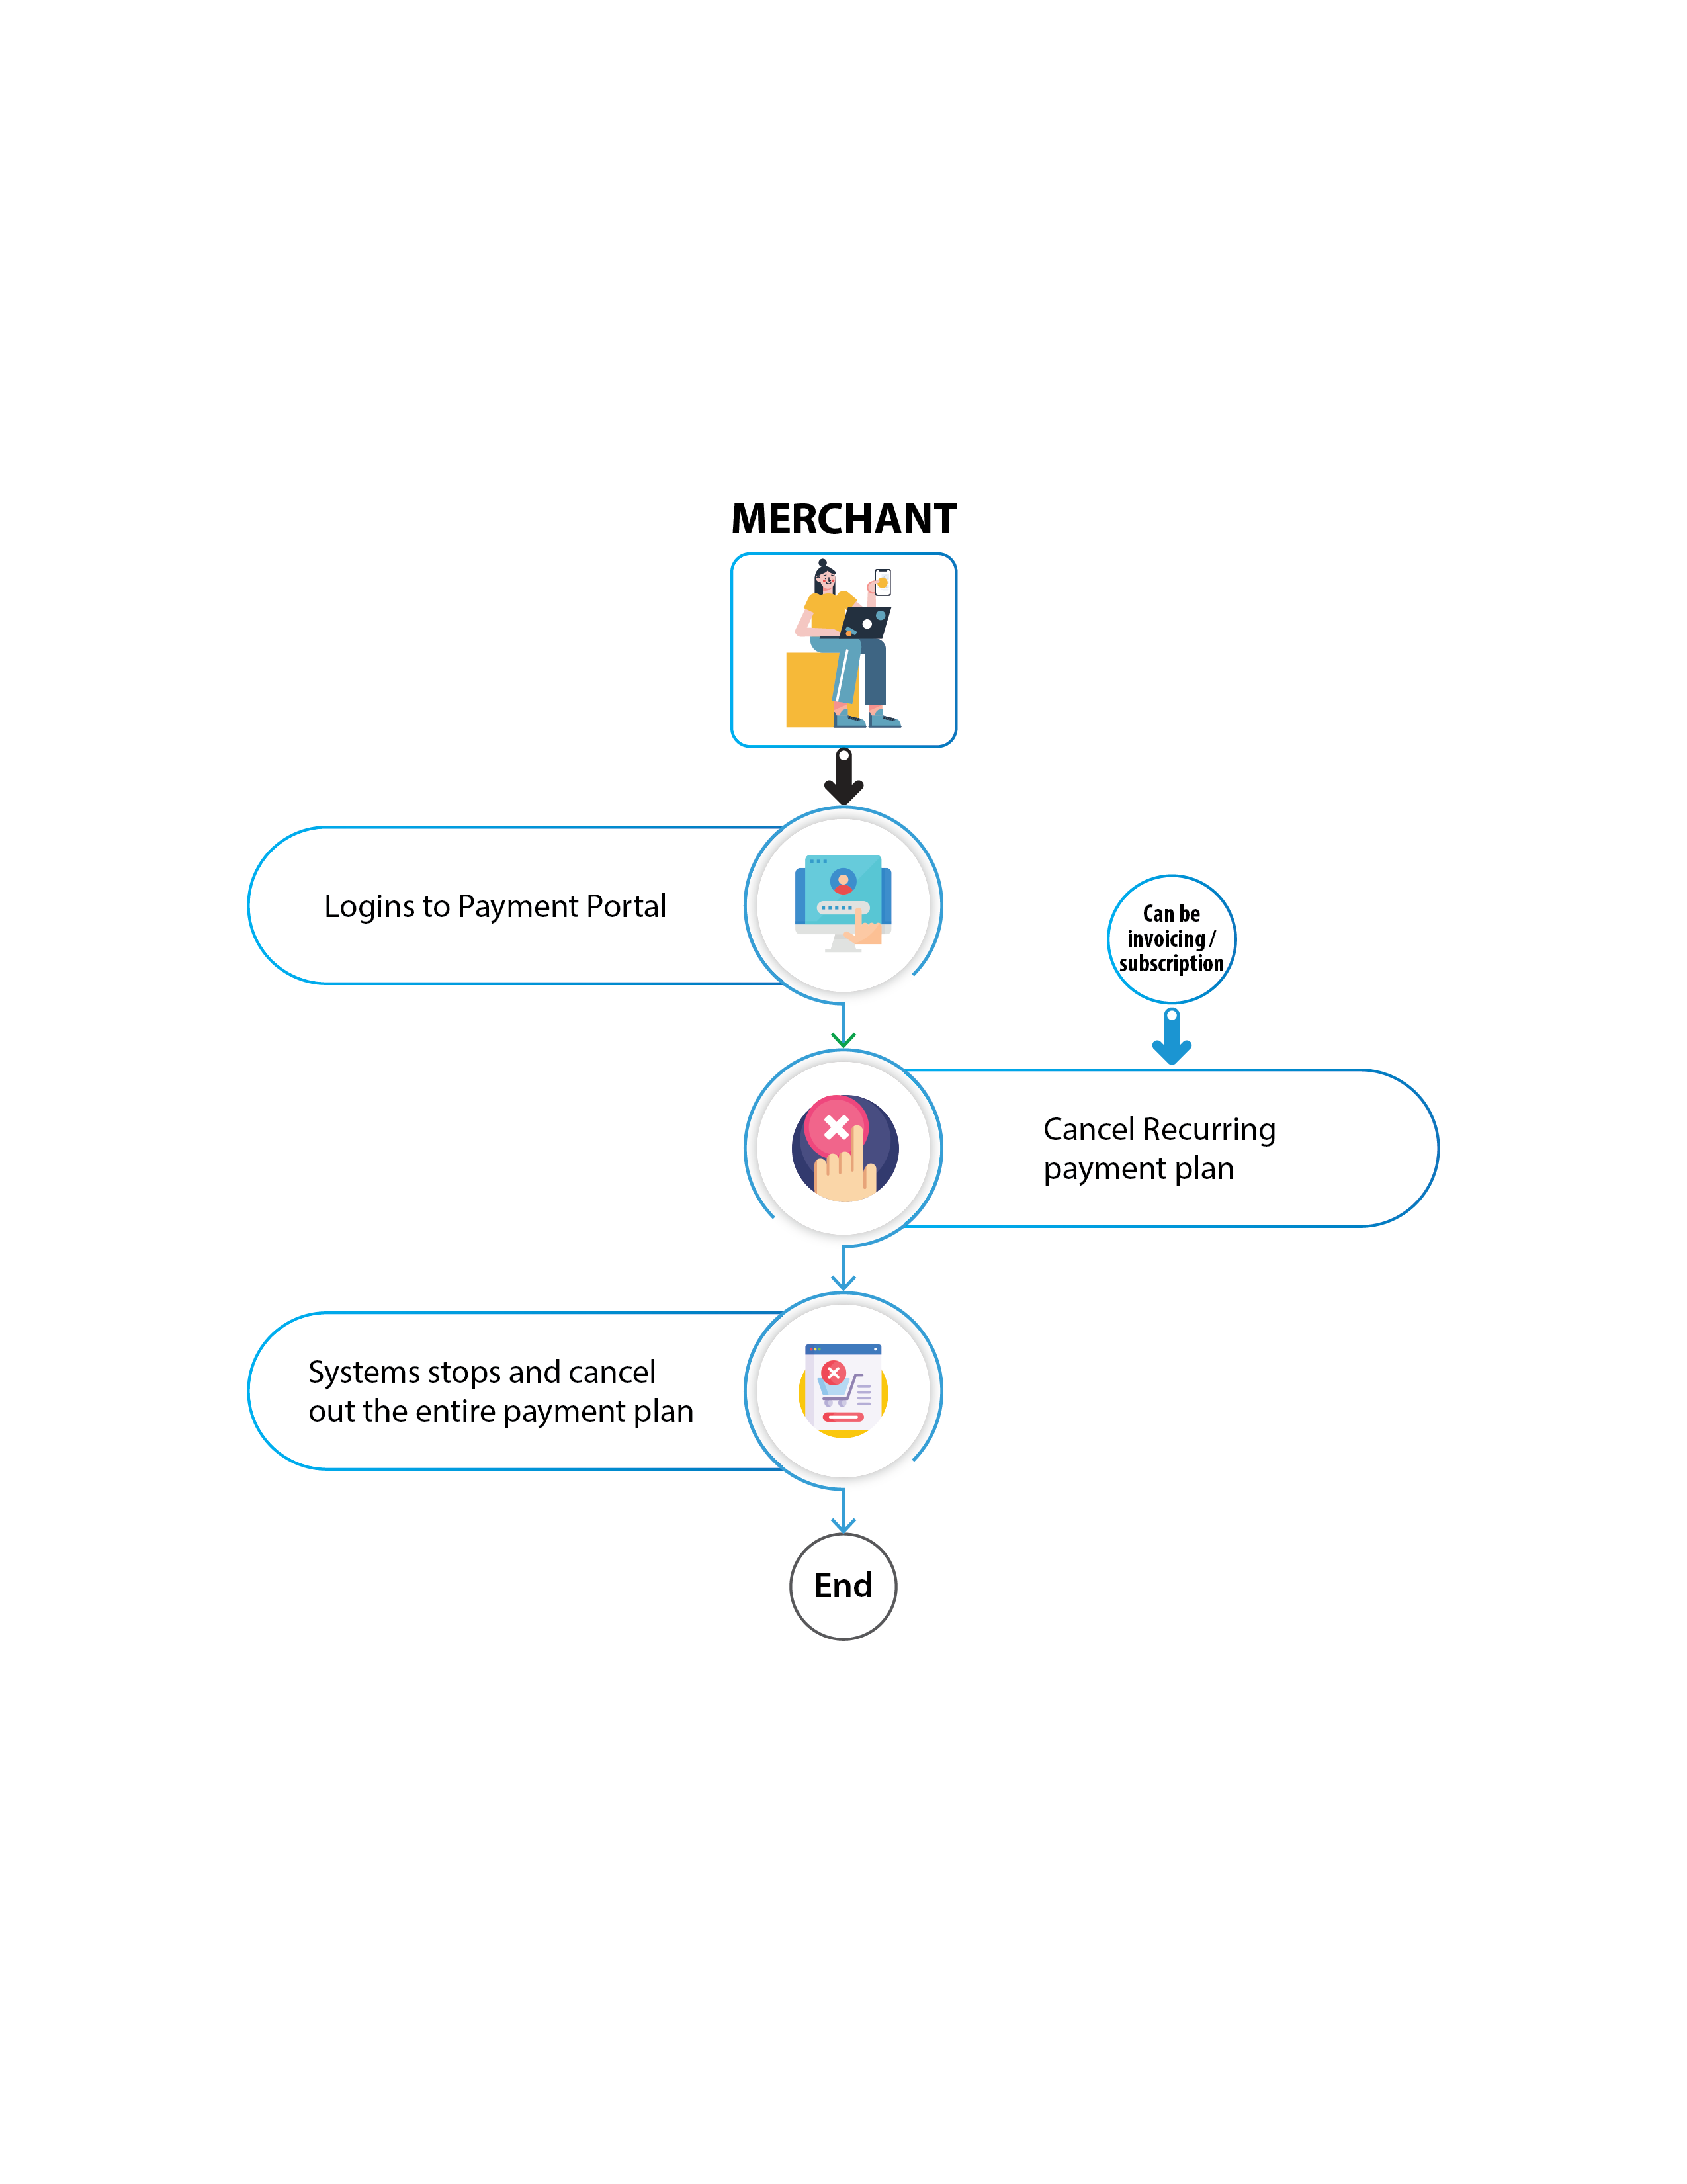 MERCHANT
Logins to Payment Portal
Can be
invoicing /
subscription
Cancel Recurring
payment plan
Systems stops and cancel
out the entire payment plan
End